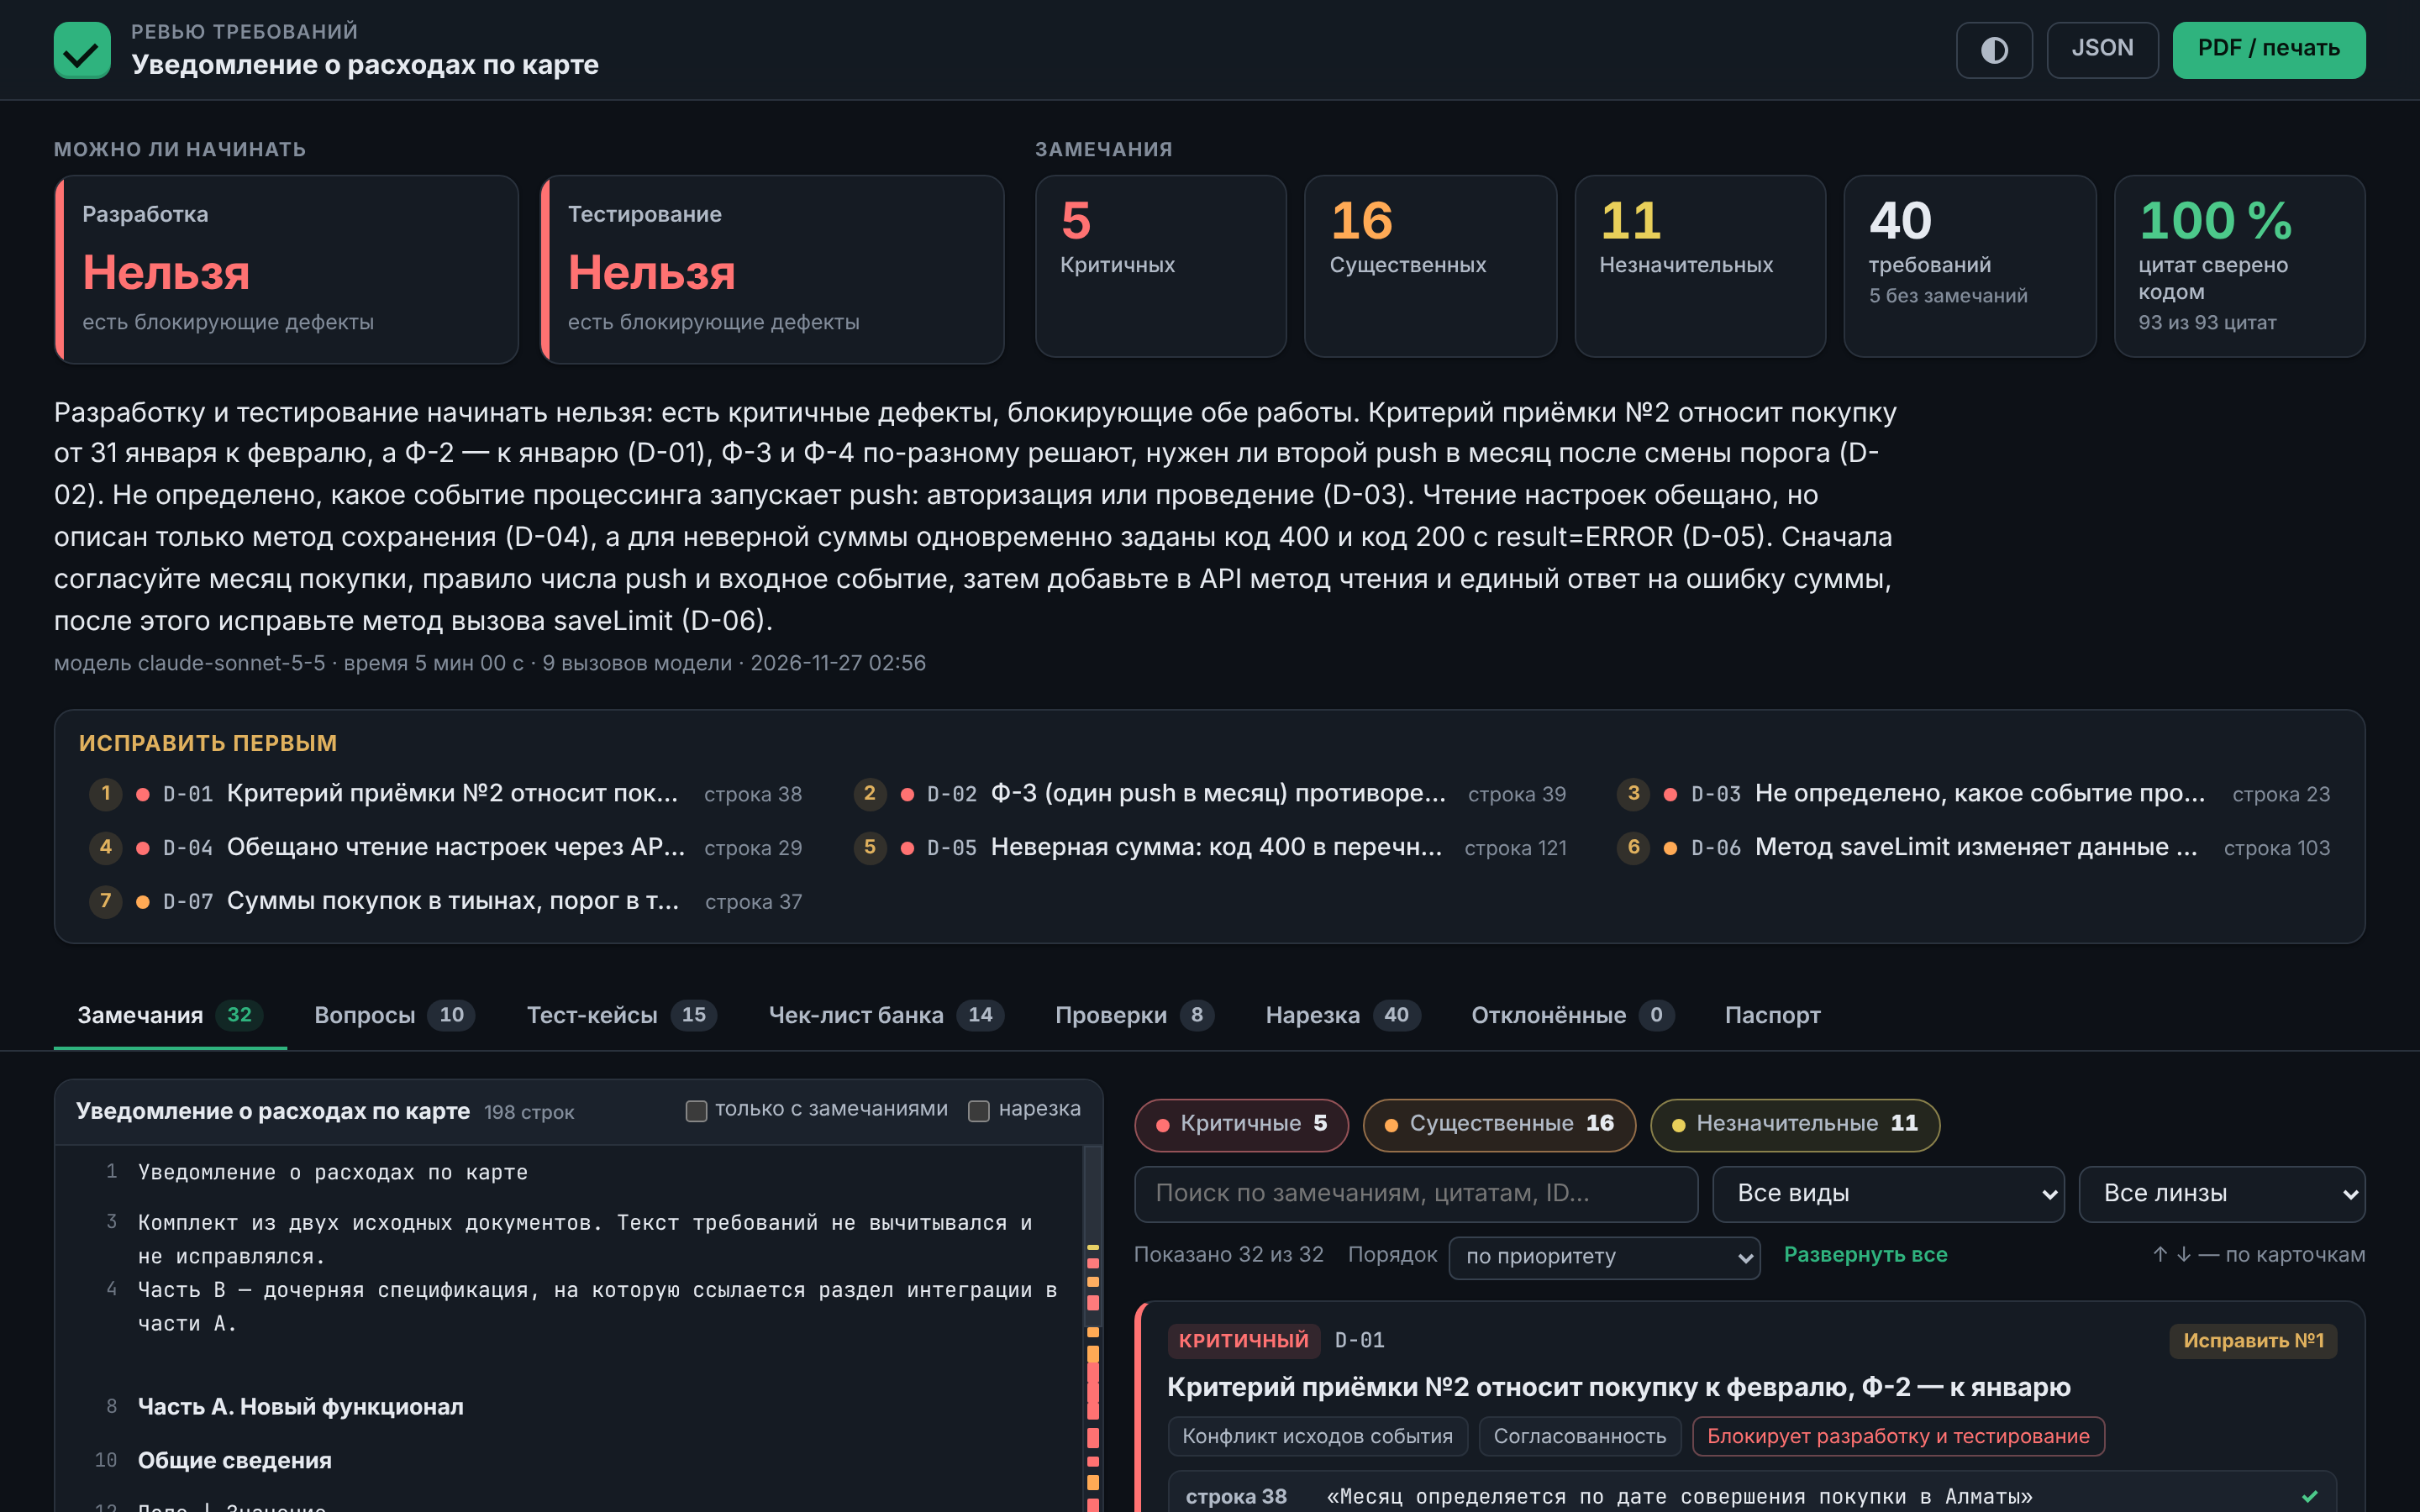 РЕВЬЮ ТРЕБОВАНИЙ
Уведомление о расходах по карте
JSON
PDF / печать
МОЖНО ЛИ НАЧИНАТЬ
Разработка
Нельзя
есть блокирующие дефекты
Тестирование
Нельзя
есть блокирующие дефекты
ЗАМЕЧАНИЯ
5
Критичных
16
Существенных
11
Незначительных
40
требований
5 без замечаний
100 %
цитат сверено
кодом
93 из 93 цитат
Разработку и тестирование начинать нельзя: есть критичные дефекты, блокирующие обе работы. Критерий приёмки №2 относит покупку
от 31 января к февралю, а Ф-2 — к январю (D-01), Ф-3 и Ф-4 по-разному решают, нужен ли второй push в месяц после смены порога (D-
02). Не определено, какое событие процессинга запускает push: авторизация или проведение (D-03). Чтение настроек обещано, но
описан только метод сохранения (D-04), а для неверной суммы одновременно заданы код 400 и код 200 с result=ERROR (D-05). Сначала
согласуйте месяц покупки, правило числа push и входное событие, затем добавьте в API метод чтения и единый ответ на ошибку суммы,
после этого исправьте метод вызова saveLimit (D-06).
модель claude-sonnet-5-5 · время 5 мин 00 с · 9 вызовов модели · 2026-11-27 02:56
ИСПРАВИТЬ ПЕРВЫМ
1 D-01 Критерий приёмки №2 относит пок... строка 38
2 D-02 Ф-3 (один push в месяц) противоре... строка 39
3 D-03 Не определено, какое событие про... строка 23
4 D-04 Обещано чтение настроек через AP... строка 29
5 D-05 Неверная сумма: код 400 в перечн... строка 121
6 D-06 Метод saveLimit изменяет данные ... строка 103
7 D-07 Суммы покупок в тиынах, порог в т... строка 37
Замечания 32
Вопросы 10
Тест-кейсы 15
Чек-лист банка 14
Проверки 8
Нарезка 40
Отклонённые 0
Паспорт
Уведомление о расходах по карте 198 строк
только с замечаниями
нарезка
1 Уведомление о расходах по карте
3 Комплект из двух исходных документов. Текст требований не вычитывался и
не исправлялся.
4 Часть B — дочерняя спецификация, на которую ссылается раздел интеграции в
части А.
8 Часть А. Новый функционал
10 Общие сведения
12 Поле | Значение
Критичные 5
Существенные 16
Незначительные 11
Поиск по замечаниям, цитатам, ID...
Все виды
Все линзы
Показано 32 из 32
Порядок
по приоритету
Развернуть все
↑ ↓ — по карточкам
КРИТИЧНЫЙ D-01
Исправить №1
Критерий приёмки №2 относит покупку к февралю, Ф-2 — к январю
Конфликт исходов события
Согласованность
Блокирует разработку и тестирование
строка 38 «Месяц определяется по дате совершения покупки в Алматы»